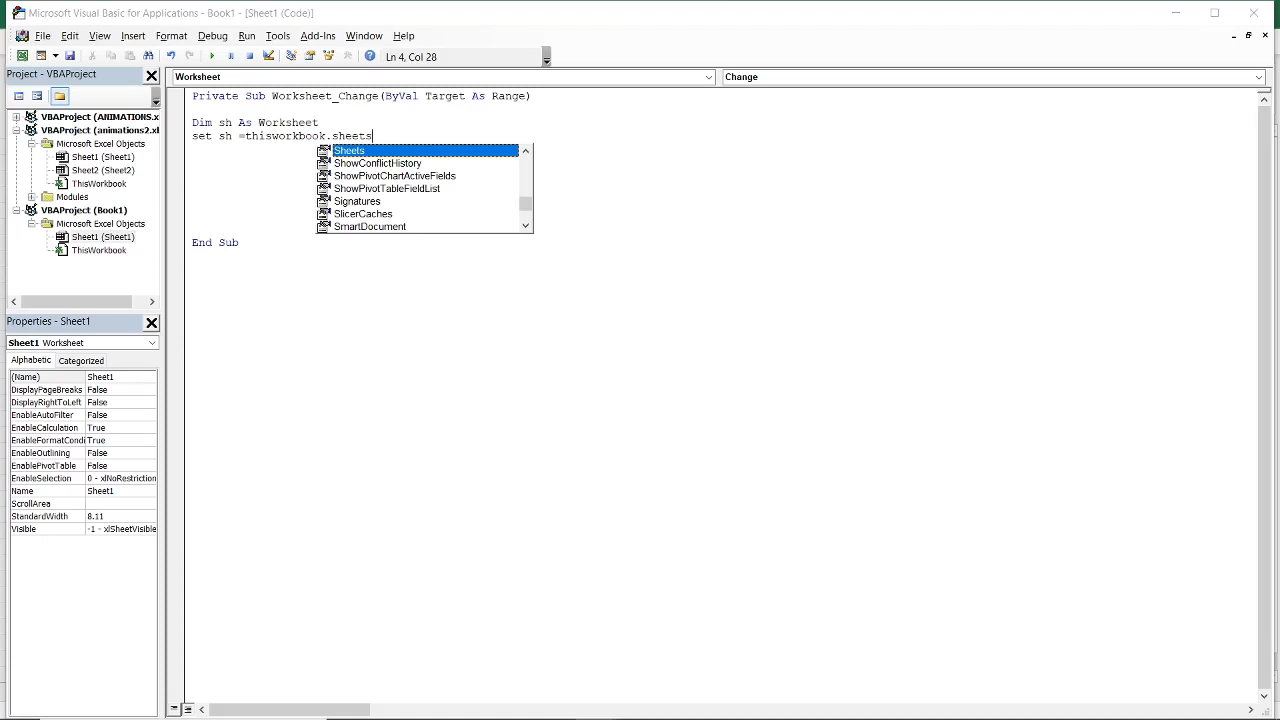 Microsoft Visual Basic for Applications - Book1 - [Sheet1 (Code)]
File Edit View Insert Format Debug Run Tools Add-Ins Window Help
Ln 4, Col 28
Project - VBAProject
VBAProject (ANIMATIONS.x
VBAProject (animations2.xl
Microsoft Excel Objects
Sheet1 (Sheet1)
Sheet2 (Sheet2)
ThisWorkbook
Modules
VBAProject (Book1)
Microsoft Excel Objects
Sheet1 (Sheet1)
ThisWorkbook
Properties - Sheet1
Sheet1 Worksheet
Alphabetic Categorized
(Name) Sheet1
DisplayPageBreaks False
DisplayRightToLeft False
EnableAutoFilter False
EnableCalculation True
EnableFormatCondi True
EnableOutlining False
EnablePivotTable False
EnableSelection 0 - xlNoRestriction
Name Sheet1
ScrollArea
StandardWidth 8.11
Visible -1 - xlSheetVisible
Worksheet Change
Private Sub Worksheet_Change(ByVal Target As Range)
Dim sh As Worksheet
set sh =thisworkbook.sheets
Sheets
ShowConflictHistory
ShowPivotChartActiveFields
ShowPivotTableFieldList
Signatures
SlicerCaches
SmartDocument
End Sub